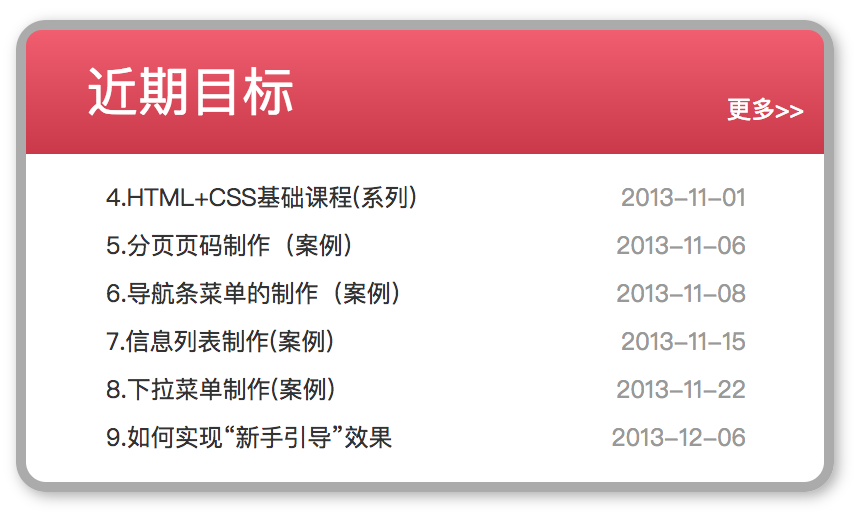 近期目标
更多>>
4.HTML+CSS基础课程(系列) 2013-11-01
5.分页页码制作（案例） 2013-11-06
6.导航条菜单的制作（案例） 2013-11-08
7.信息列表制作(案例) 2013-11-15
8.下拉菜单制作(案例) 2013-11-22
9.如何实现“新手引导”效果 2013-12-06